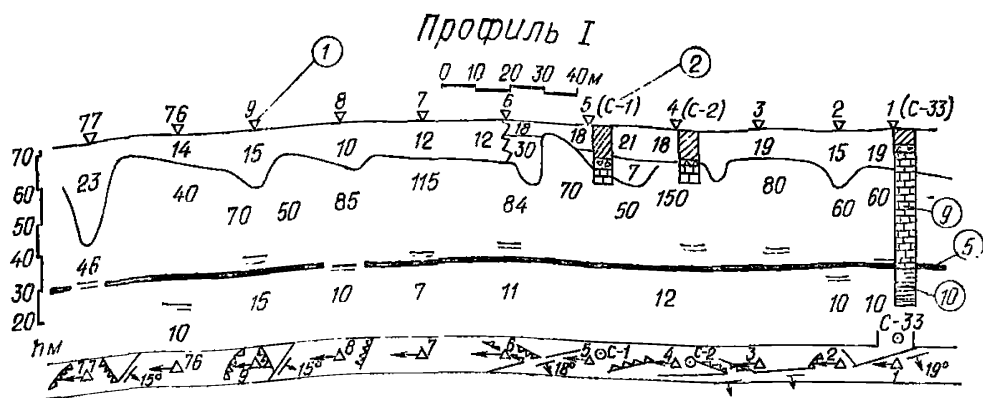 Профиль I
1
2
0 10 20 30 40м
77 76 9 8 7 6 5 (С-1) 4 (С-2) 3 2 1 (С-33)
70 60 50 40 30 20
hм
23 14 15 10 12 12 18 30 18 21 18 19 15 19
40 70 50 85 115 84 70 7 50 150 80 60 60
9
5
46 15 10 7 11 12 10 10
10
10
С-33
77 15° 76 9 15° 8 7 6 18° 5 С-1 4 С-2 3 2 1 19°